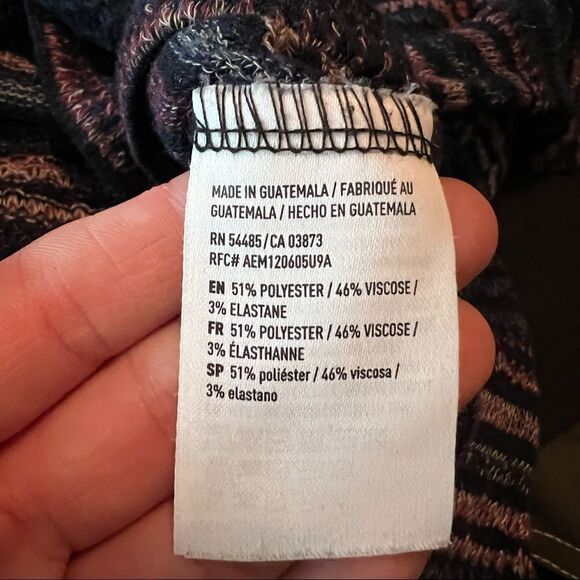 MADE IN GUATEMALA / FABRIQUÉ AU
GUATEMALA / HECHO EN GUATEMALA
RN 54485/CA 03873
RFC# AEM120605U9A
EN 51% POLYESTER / 46% VISCOSE /
3% ELASTANE
FR 51% POLYESTER / 46% VISCOSE /
3% ÉLASTHANNE
SP 51% poliéster / 46% viscosa /
3% elastano